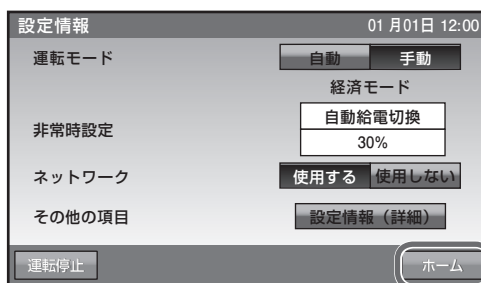 設定情報 01月01日 12:00
運転モード 自動 手動
経済モード
非常時設定 自動給電切換
30%
ネットワーク 使用する 使用しない
その他の項目 設定情報（詳細）
運転停止 ホーム